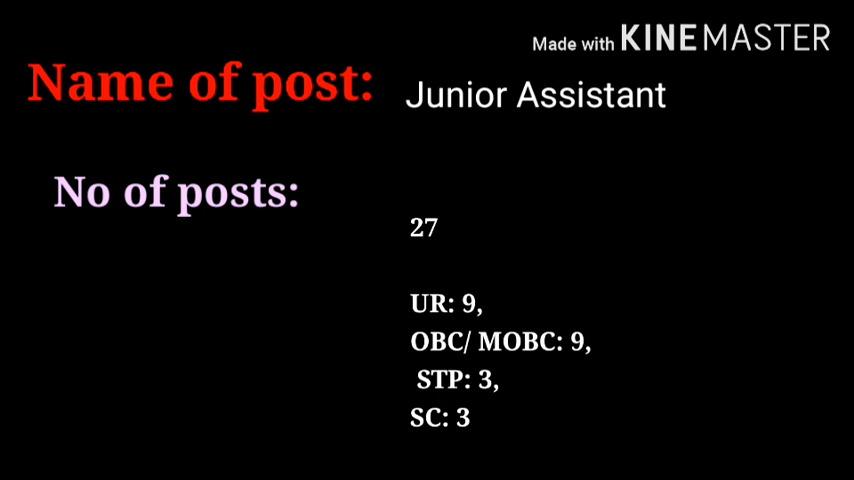 Made with KINEMASTER
Name of post: Junior Assistant
No of posts:
27
UR: 9,
OBC/ MOBC: 9,
STP: 3,
SC: 3